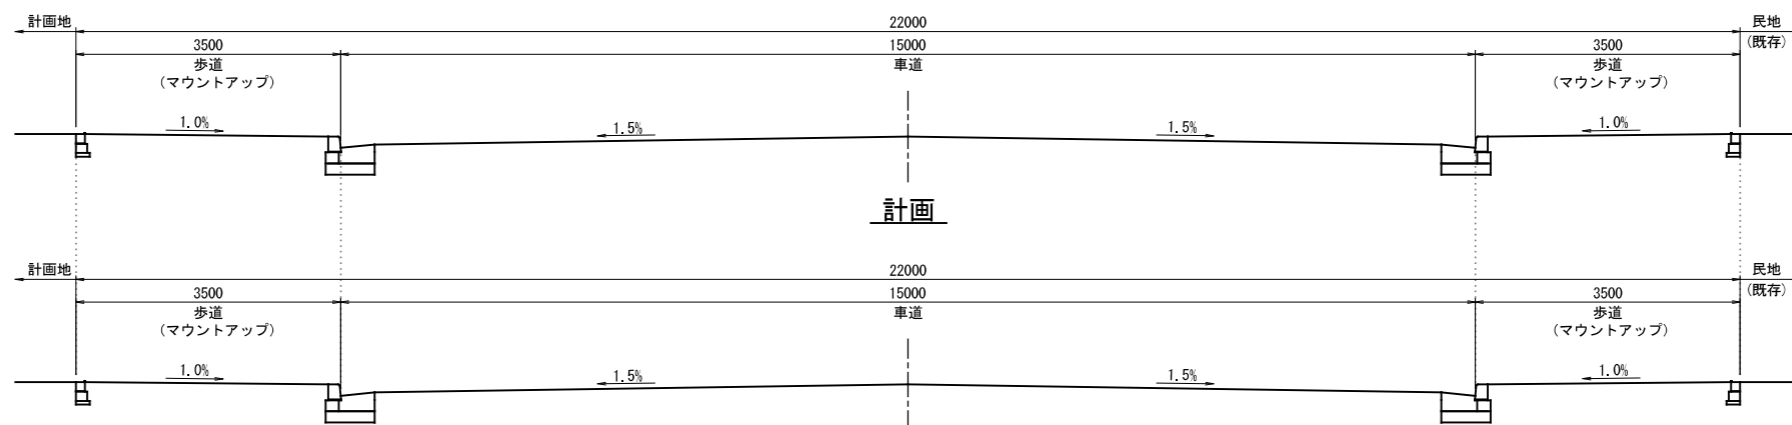 計画地 22000 民地
(既存)
3500 15000 3500
歩道 車道 歩道
(マウントアップ) (マウントアップ)
1.0% 1.5% 1.5% 1.0%
計画
計画地 22000 民地
(既存)
3500 15000 3500
歩道 車道 歩道
(マウントアップ) (マウントアップ)
1.0% 1.5% 1.5% 1.0%